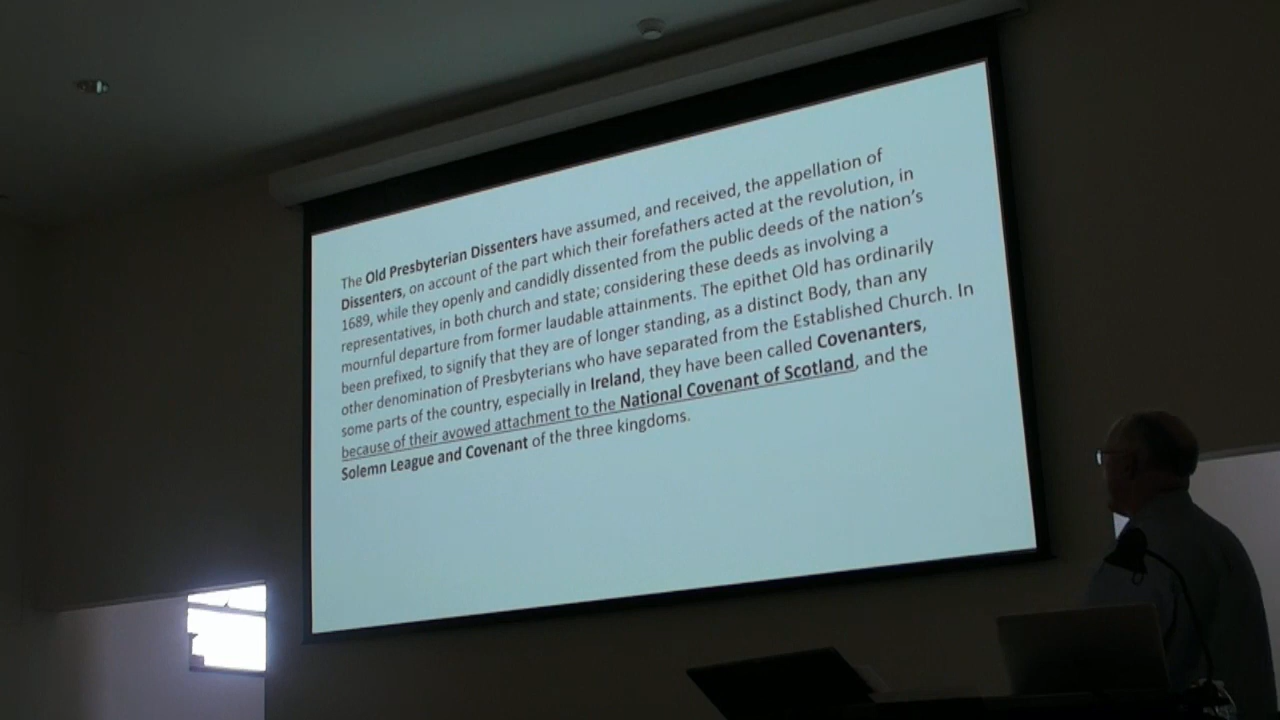 The Old Presbyterian Dissenters have assumed, and received, the appellation of
Dissenters, on account of the part which their forefathers acted at the revolution, in
1689, while they openly and candidly dissented from the public deeds of the nation's
representatives, in both church and state; considering these deeds as involving a
mournful departure from former laudable attainments. The epithet Old has ordinarily
been prefixed, to signify that they are of longer standing, as a distinct Body, than any
other denomination of Presbyterians who have separated from the Established Church. In
some parts of the country, especially in Ireland, they have been called Covenanters,
because of their avowed attachment to the National Covenant of Scotland, and the
Solemn League and Covenant of the three kingdoms.